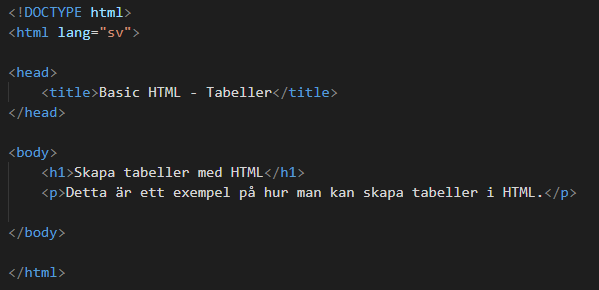 <!DOCTYPE html>
<html lang="sv">
<head>
<title>Basic HTML - Tabeller</title>
</head>
<body>
<h1>Skapa tabeller med HTML</h1>
<p>Detta är ett exempel på hur man kan skapa tabeller i HTML.</p>
</body>
</html>